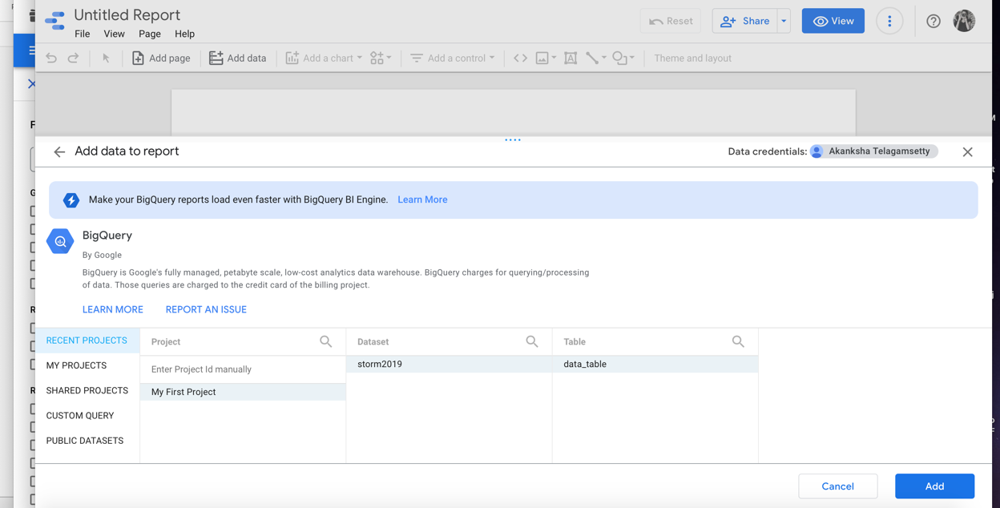 Untitled Report
File View Page Help
Reset
Share
View
Add page
Add data
Add a chart
Add a control
Theme and layout
Add data to report
Data credentials: Akanksha Telagamsetty
Make your BigQuery reports load even faster with BigQuery BI Engine. Learn More
BigQuery
By Google
BigQuery is Google's fully managed, petabyte scale, low-cost analytics data warehouse. BigQuery charges for querying/processing
of data. Those queries are charged to the credit card of the billing project.
LEARN MORE REPORT AN ISSUE
RECENT PROJECTS
MY PROJECTS
SHARED PROJECTS
CUSTOM QUERY
PUBLIC DATASETS
Project
Enter Project Id manually
My First Project
Dataset
storm2019
Table
data_table
Cancel
Add